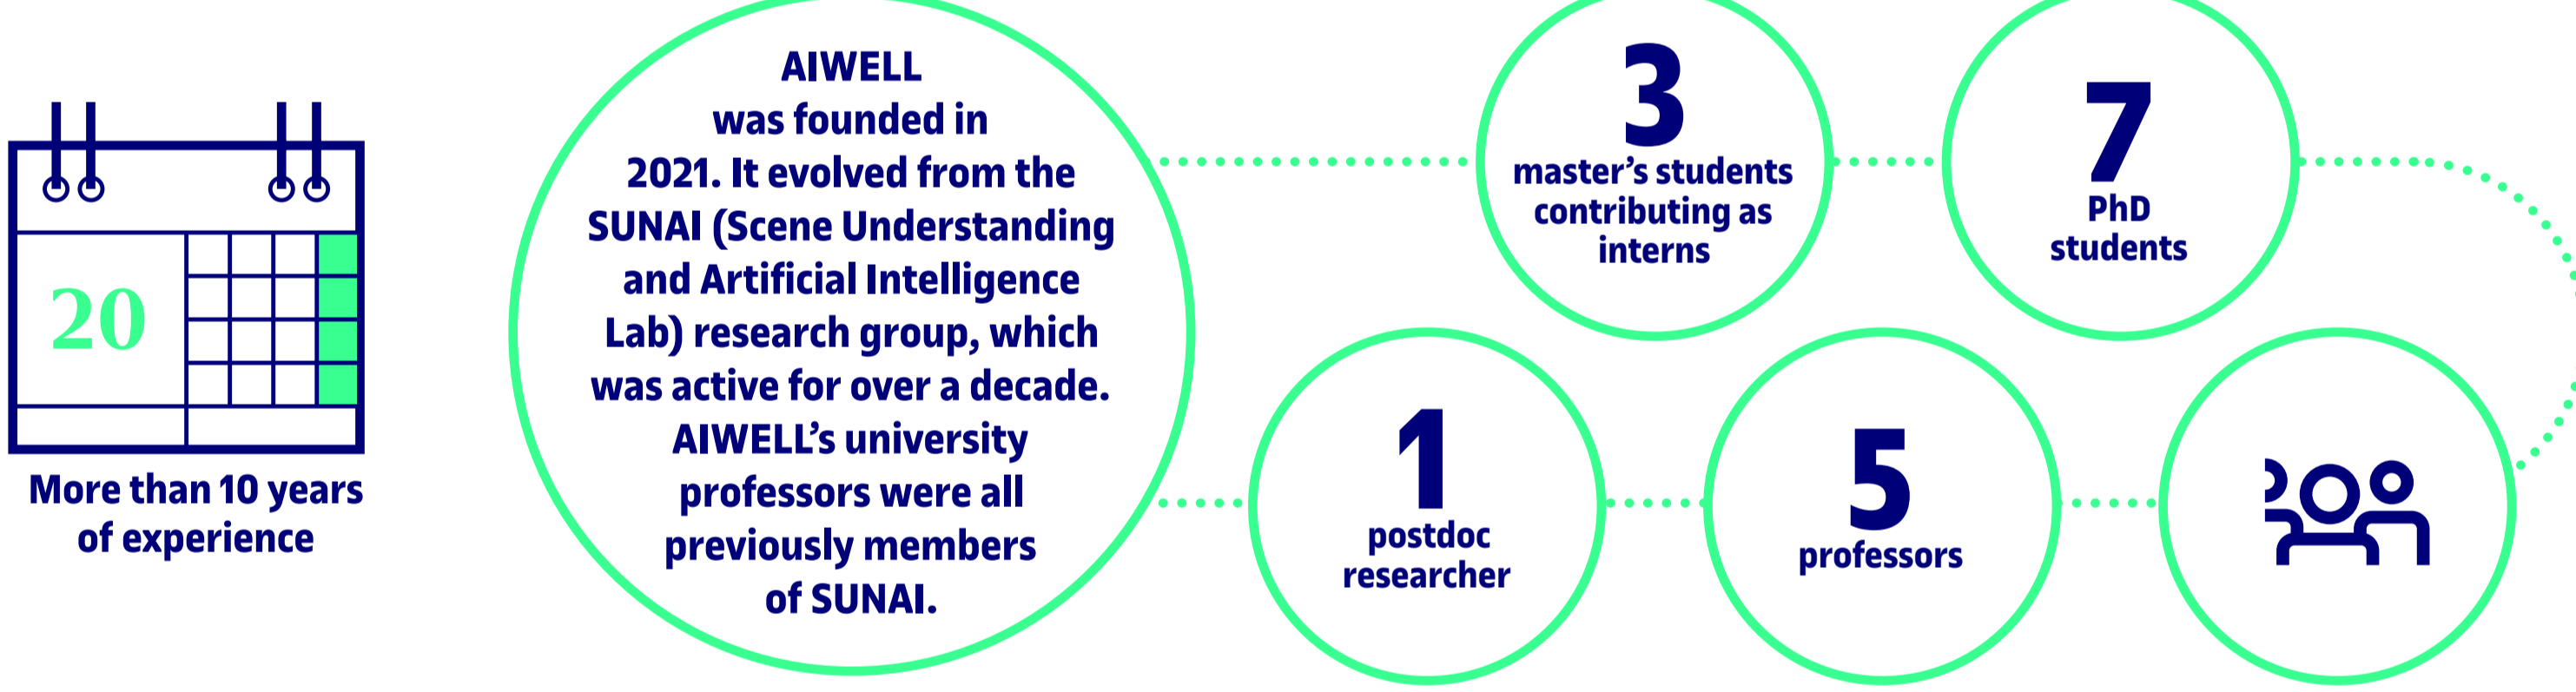 20
More than 10 years
of experience
AIWELL
was founded in
2021. It evolved from the
SUNAI (Scene Understanding
and Artificial Intelligence
Lab) research group, which
was active for over a decade.
AIWELL’s university
professors were all
previously members
of SUNAI.
3
master’s students
contributing as
interns
7
PhD
students
1
postdoc
researcher
5
professors